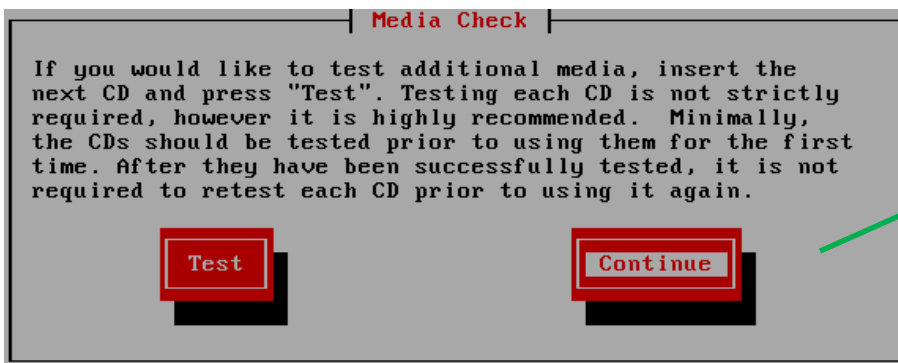 Media Check
If you would like to test additional media, insert the
next CD and press "Test". Testing each CD is not strictly
required, however it is highly recommended.  Minimally,
the CDs should be tested prior to using them for the first
time. After they have been successfully tested, it is not
required to retest each CD prior to using it again.
Test
Continue